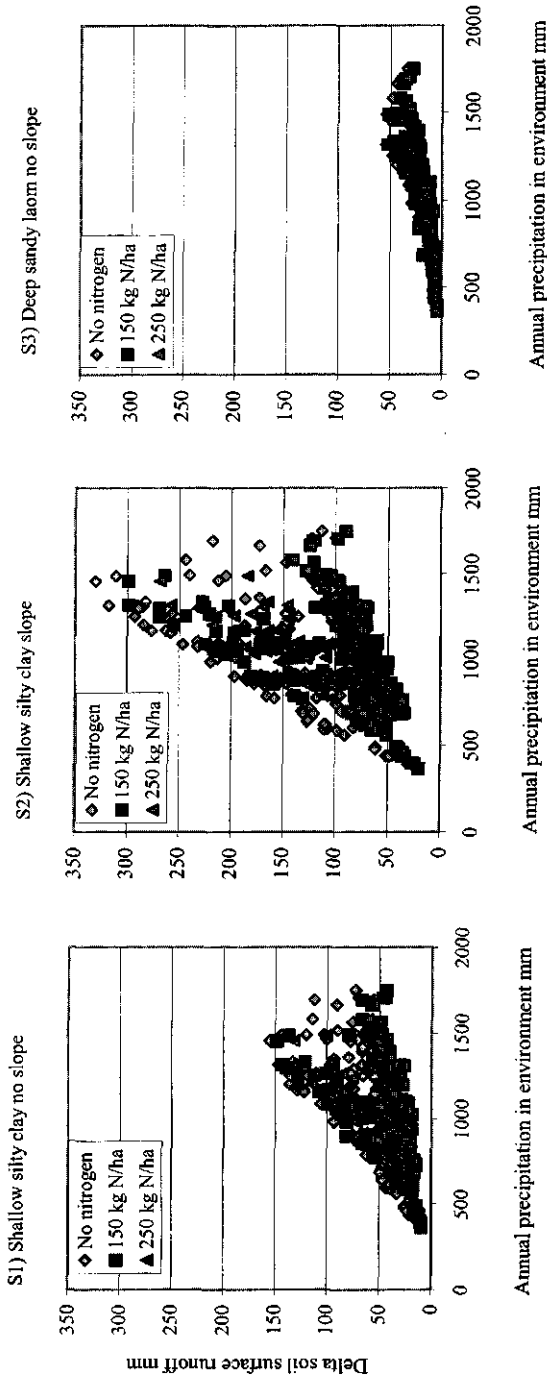 S1) Shallow silty clay no slope
Delta soil surface runoff mm
350
300
250
200
150
100
50
0
No nitrogen
150 kg N/ha
250 kg N/ha
0
500
1000
1500
2000
Annual precipitation in environment mm
S2) Shallow silty clay slope
350
300
250
200
150
100
50
0
No nitrogen
150 kg N/ha
250 kg N/ha
0
500
1000
1500
2000
Annual precipitation in environment mm
S3) Deep sandy laom no slope
350
300
250
200
150
100
50
0
No nitrogen
150 kg N/ha
250 kg N/ha
0
500
1000
1500
2000
Annual precipitation in environment mm